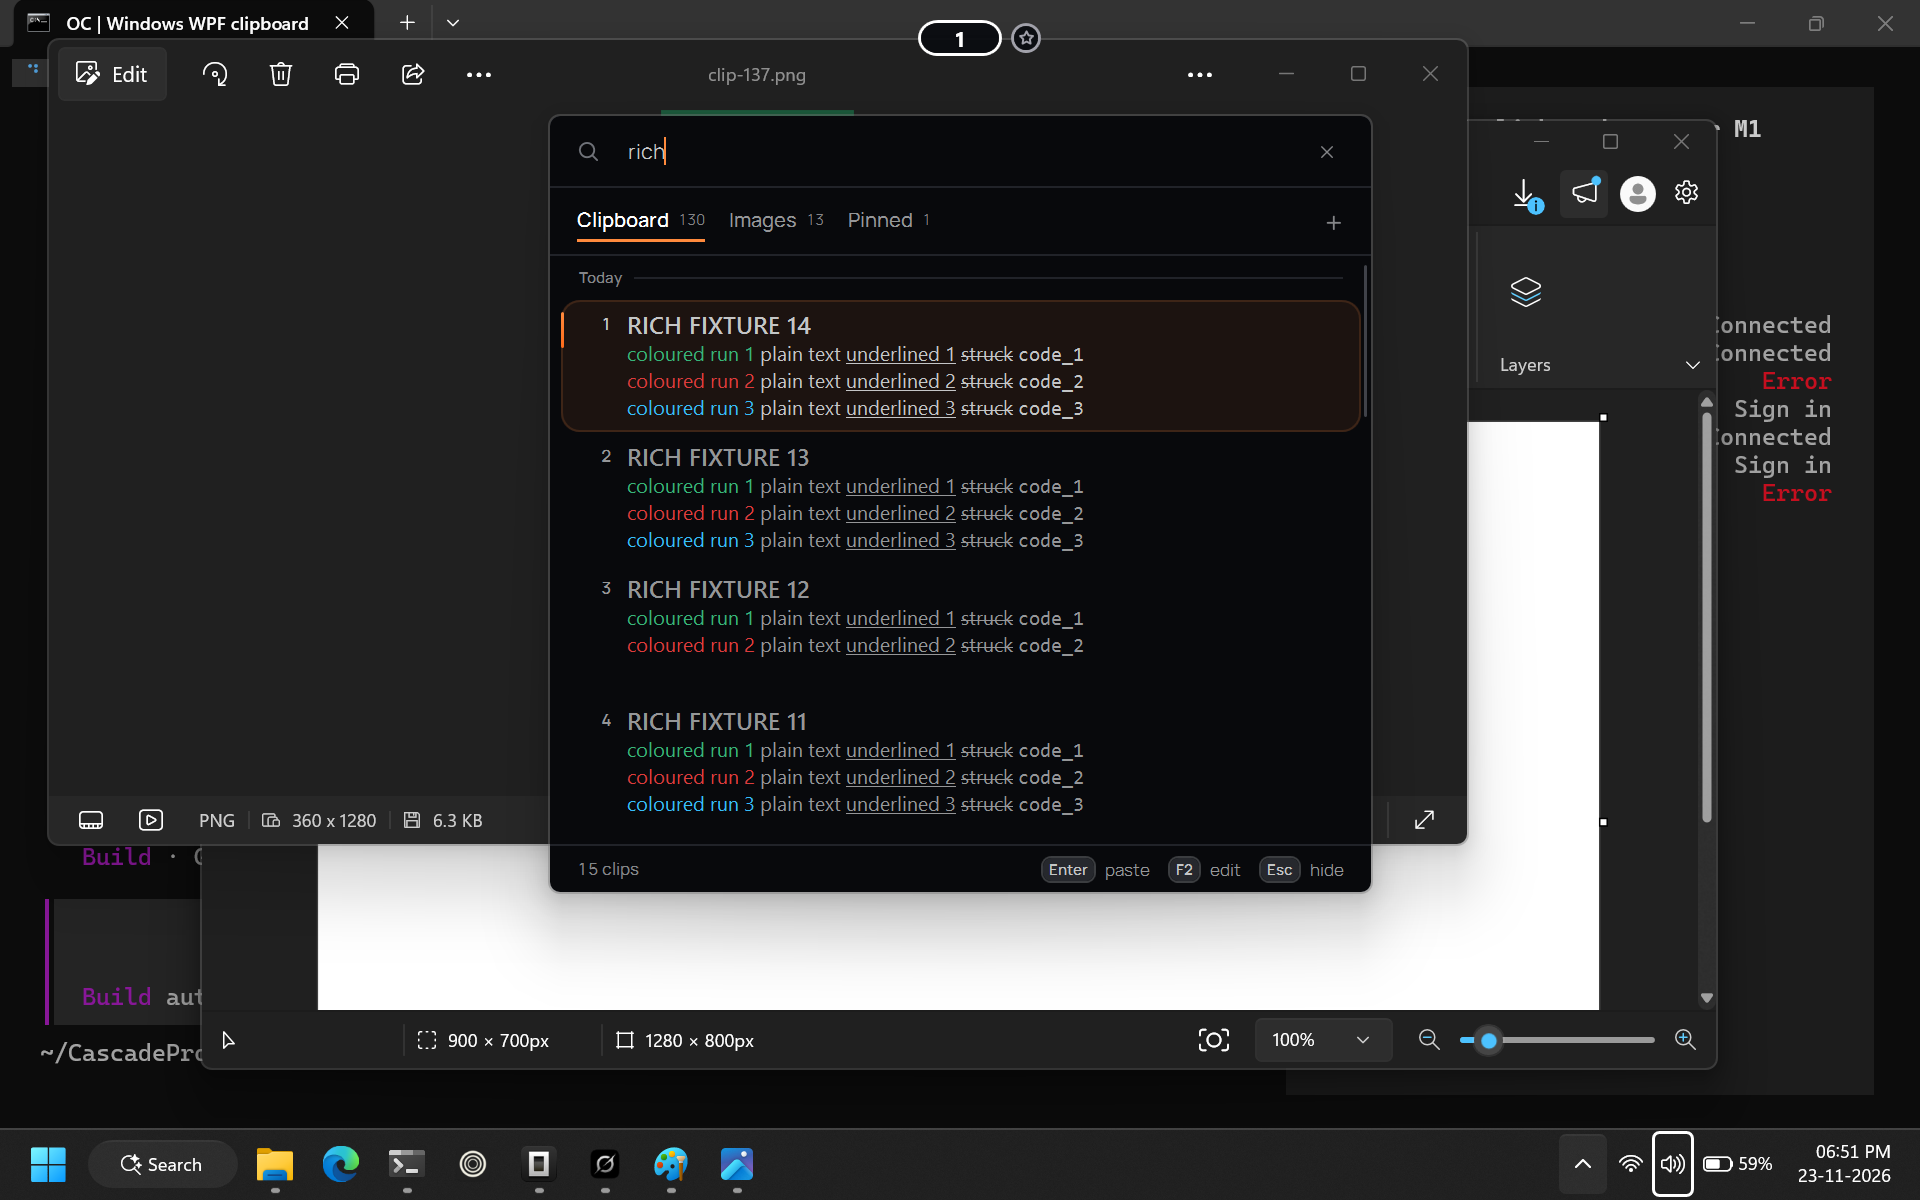 OC | Windows WPF clipboard
1
Edit
clip-137.png
M1
rich
Clipboard 130 Images 13 Pinned 1
Today
1 RICH FIXTURE 14
coloured run 1 plain text underlined 1 struck code_1
coloured run 2 plain text underlined 2 struck code_2
coloured run 3 plain text underlined 3 struck code_3
2 RICH FIXTURE 13
coloured run 1 plain text underlined 1 struck code_1
coloured run 2 plain text underlined 2 struck code_2
coloured run 3 plain text underlined 3 struck code_3
3 RICH FIXTURE 12
coloured run 1 plain text underlined 1 struck code_1
coloured run 2 plain text underlined 2 struck code_2
4 RICH FIXTURE 11
coloured run 1 plain text underlined 1 struck code_1
coloured run 2 plain text underlined 2 struck code_2
coloured run 3 plain text underlined 3 struck code_3
15 clips
Enter paste F2 edit Esc hide
Layers
onnected
onnected
Error
Sign in
onnected
Sign in
Error
PNG 360 x 1280 6.3 KB
Build ·
Build aut
~/CascadePro
900 × 700px 1280 × 800px 100%
Search
59%
06:51 PM
23-11-2026